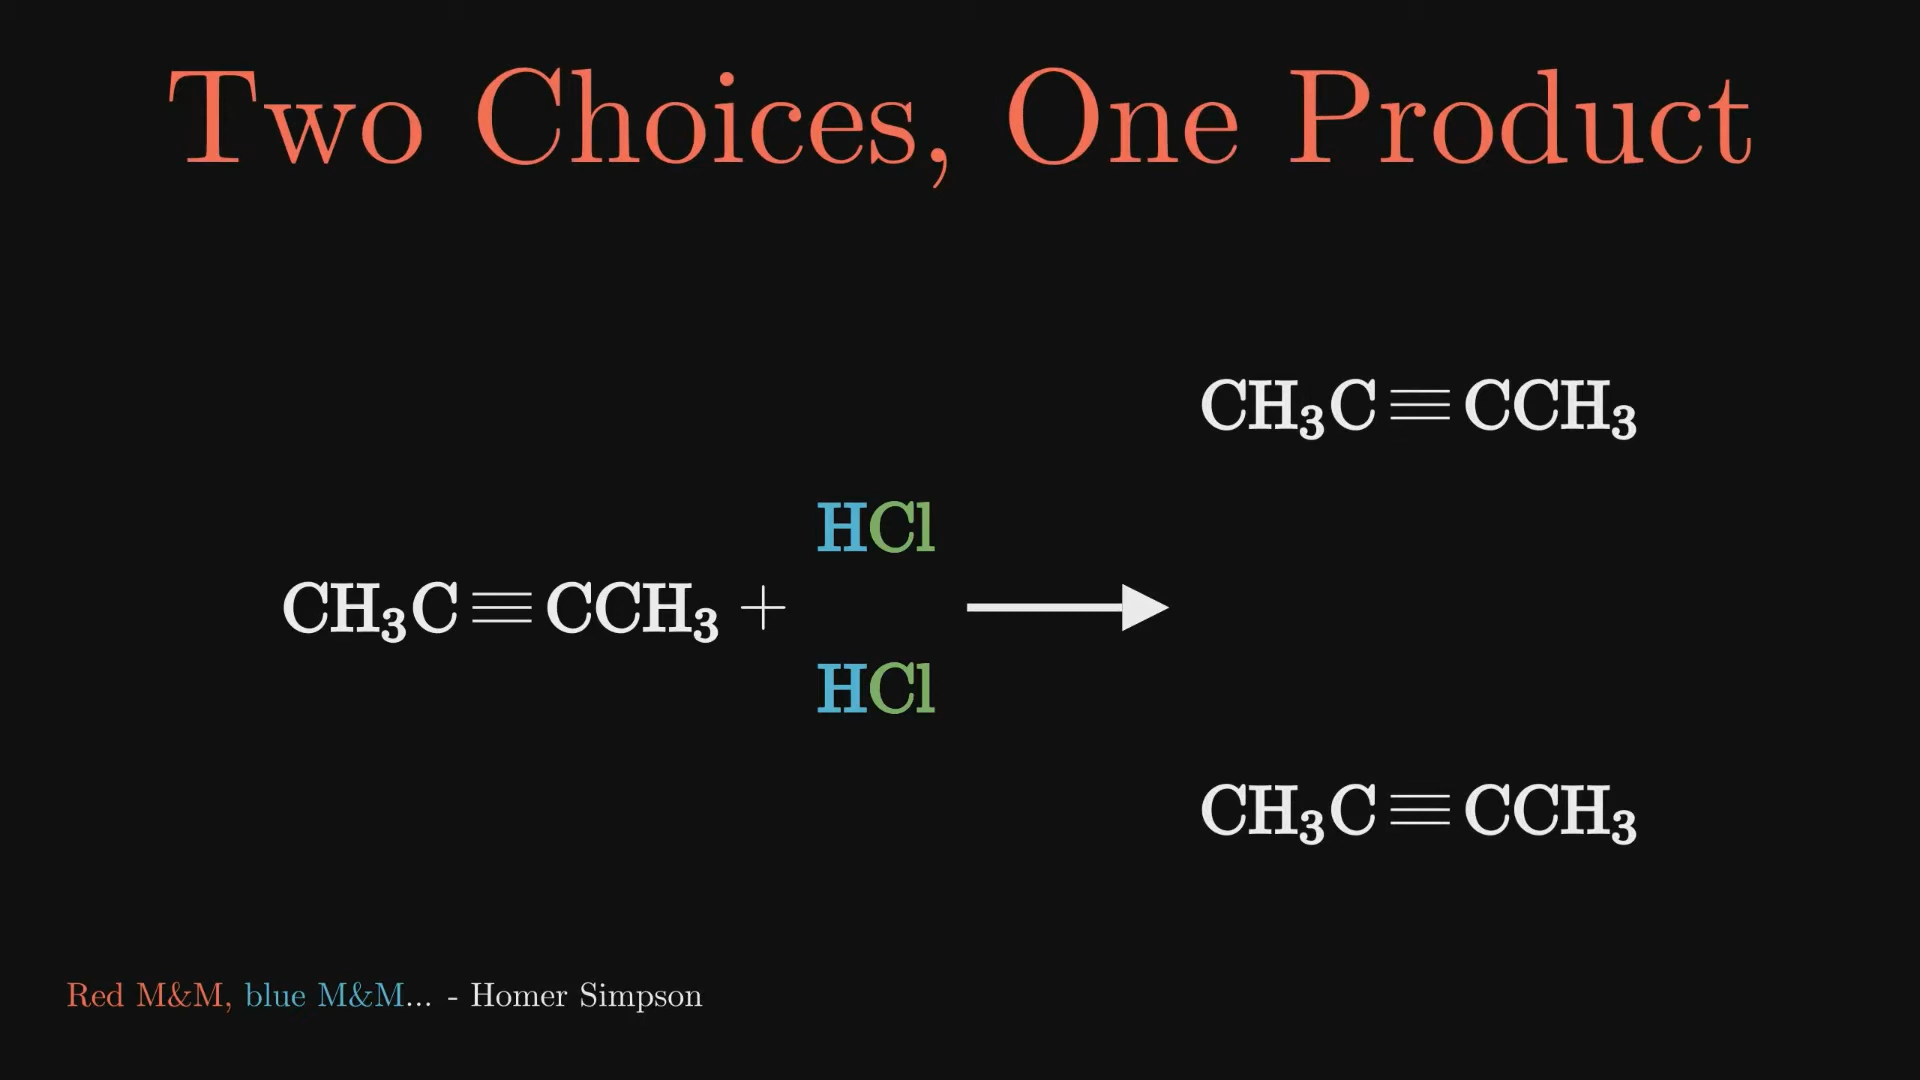 Two Choices, One Product
CH₃C≡CCH₃
HCl
CH₃C≡CCH₃ + →
HCl
CH₃C≡CCH₃
Red M&M, blue M&M... - Homer Simpson